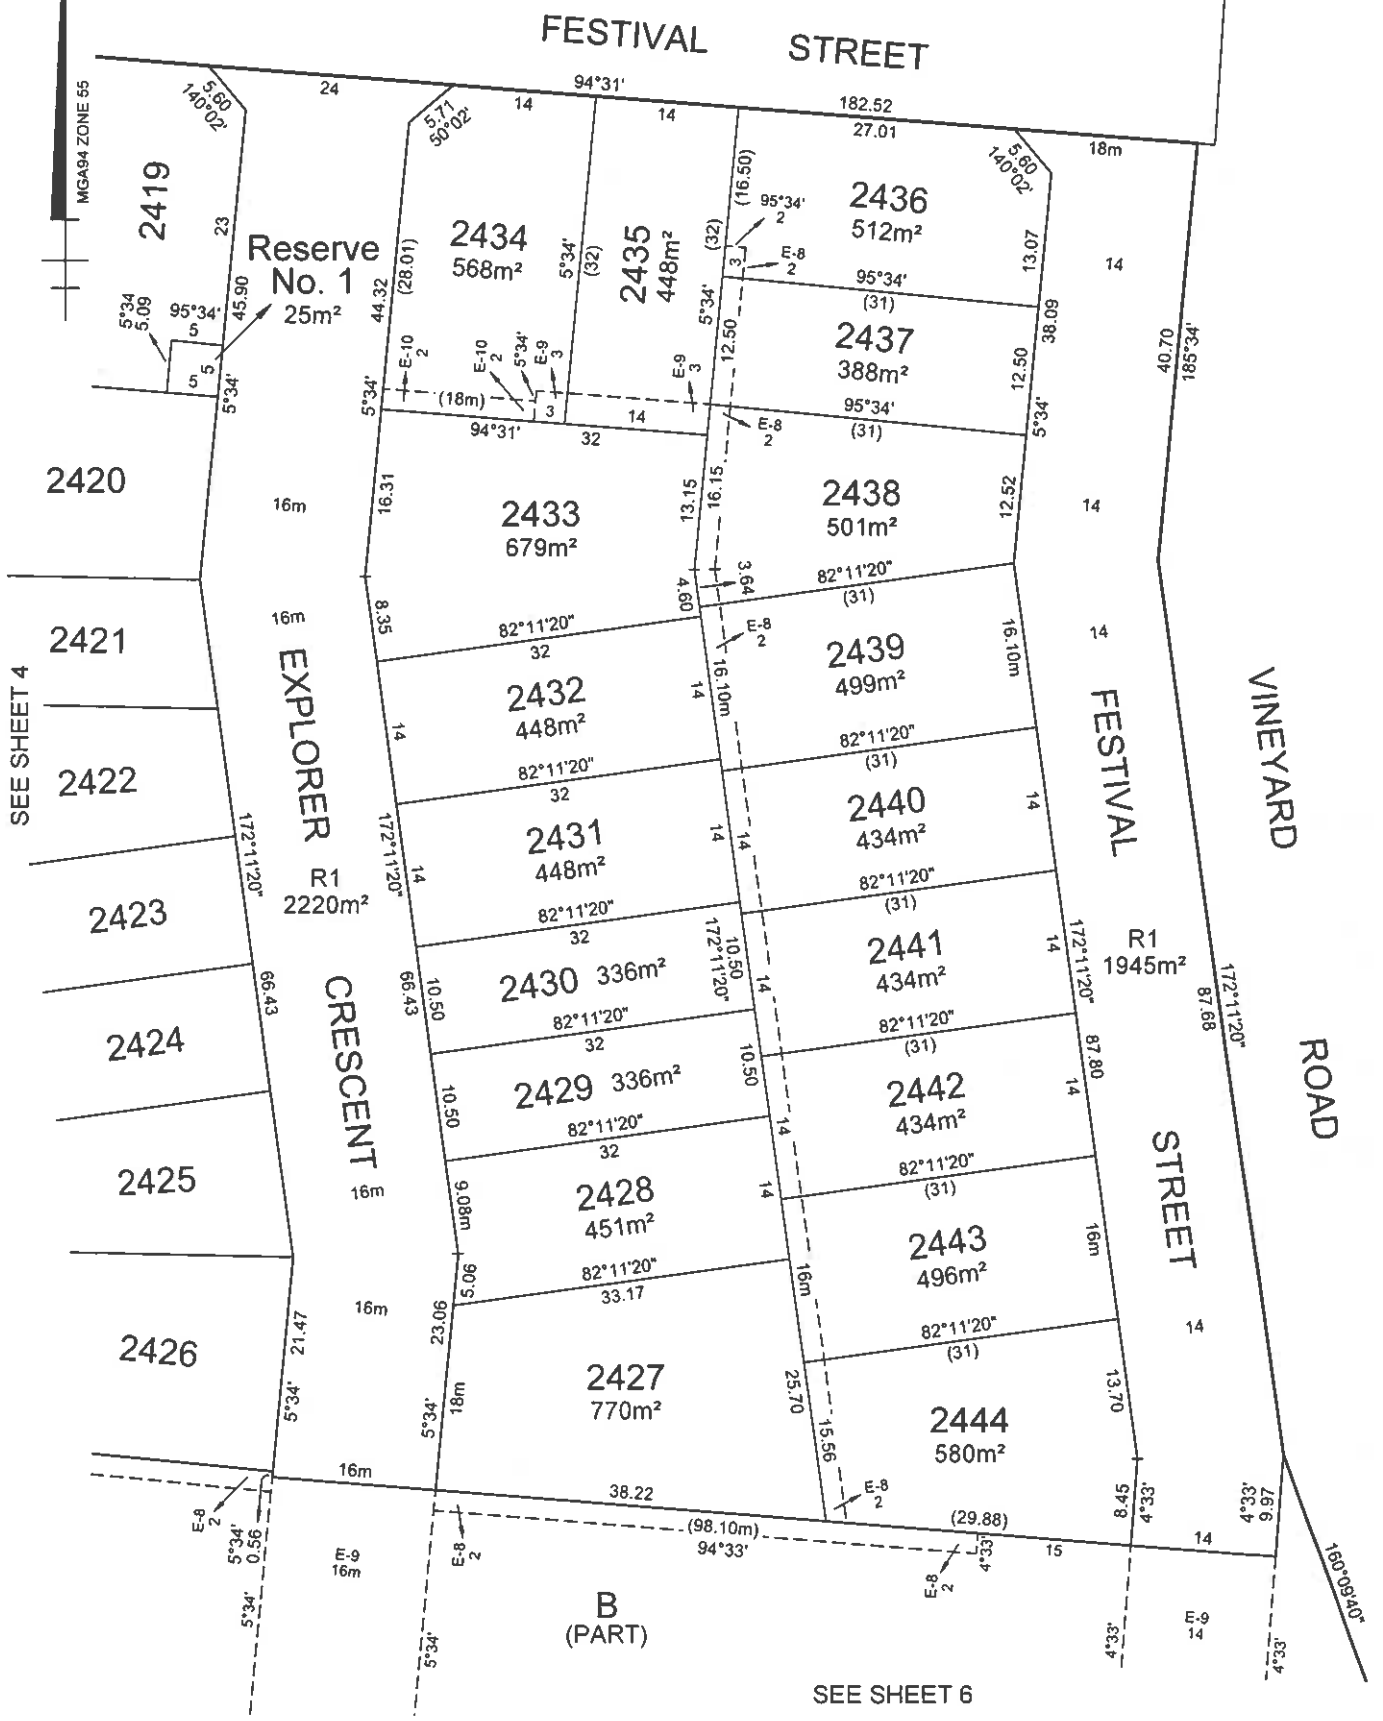 FESTIVAL STREET
MGA94 ZONE 55
94°31'
182.52
24
14
14
27.01
18m
5.60
140°02'
5.71
50°02'
5.60
140°02'
2419
23
45.90
Reserve
No. 1
25m²
95°34'
5
5°34
5.09
5
5
5°34'
44.32
(28.01)
5°34'
2434
568m²
5°34'
(32)
2435
448m²
(32)
(16.50)
95°34'
2
3
E-8
2
2436
512m²
13.07
14
95°34'
(31)
5°34'
12.50
2437
388m²
12.50
38.09
40.70
185°34'
E-10
2
E-10
2
5°34'
E-9
3
E-9
3
(18m)
3
14
94°31'
32
95°34'
(31)
E-8
2
5°34'
2420
16m
16.31
2433
679m²
13.15
16.15
2438
501m²
12.52
14
3.64
4.60
82°11'20"
(31)
2421
16m
8.35
82°11'20"
32
E-8
2
2439
499m²
16.10m
14
SEE SHEET 4
EXPLORER
2432
448m²
14
14
16.10m
82°11'20"
(31)
FESTIVAL
VINEYARD
2422
82°11'20"
32
2440
434m²
14
172°11'20"
172°11'20"
14
2431
448m²
14
14
82°11'20"
(31)
R1
2220m²
2423
82°11'20"
32
2441
434m²
14
172°11'20"
R1
1945m²
66.43
66.43
10.50
2430 336m²
10.50
172°11'20"
14
172°11'20"
87.68
CRESCENT
82°11'20"
32
82°11'20"
(31)
2424
10.50
2429 336m²
10.50
2442
434m²
87.80
14
ROAD
82°11'20"
32
14
82°11'20"
(31)
STREET
2425
16m
9.08m
2428
451m²
14
2443
496m²
16m
5.06
82°11'20"
33.17
16m
16m
23.06
82°11'20"
(31)
14
2426
21.47
5°34'
5°34'
18m
2427
770m²
25.70
15.56
2444
580m²
13.70
16m
38.22
E-8
2
(29.88)
8.45
4°33'
4°33'
9.97
E-8
2
5°34'
0.56
E-8
2
(98.10m)
94°33'
E-8
2
4°33'
15
14
160°09'40"
E-9
16m
5°34'
5°34'
B
(PART)
4°33'
E-9
14
4°33'
SEE SHEET 6